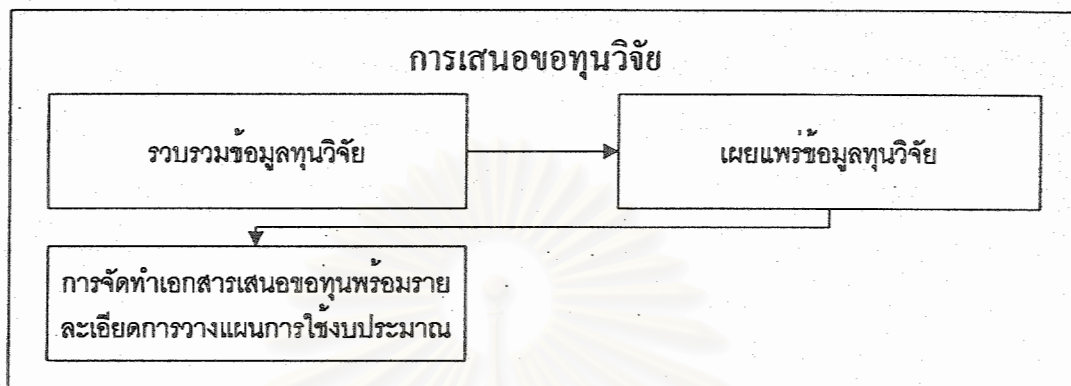 การเสนอขอทุนวิจัย
รวบรวมข้อมูลทุนวิจัย
เผยแพร่ข้อมูลทุนวิจัย
การจัดทำเอกสารเสนอขอทุนพร้อมราย
ละเอียดการวางแผนการใช้งบประมาณ